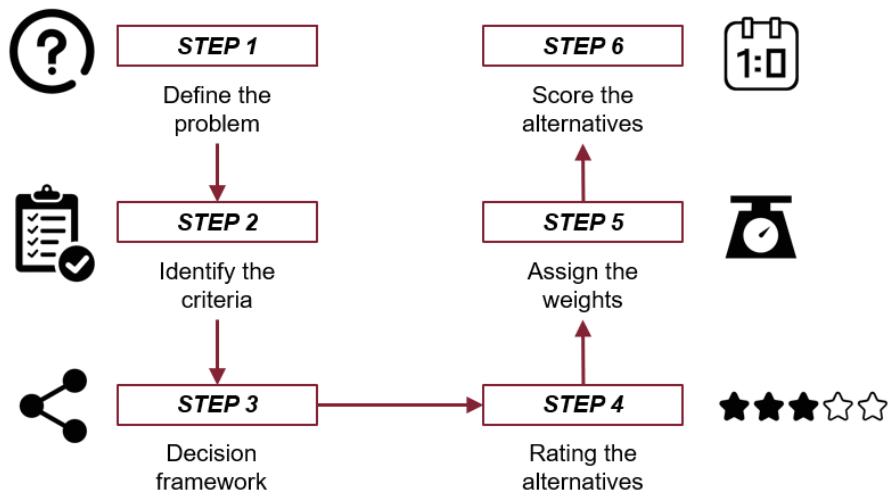 STEP 1
Define the
problem
STEP 2
Identify the
criteria
STEP 3
Decision
framework
STEP 4
Rating the
alternatives
STEP 5
Assign the
weights
STEP 6
Score the
alternatives
1:0